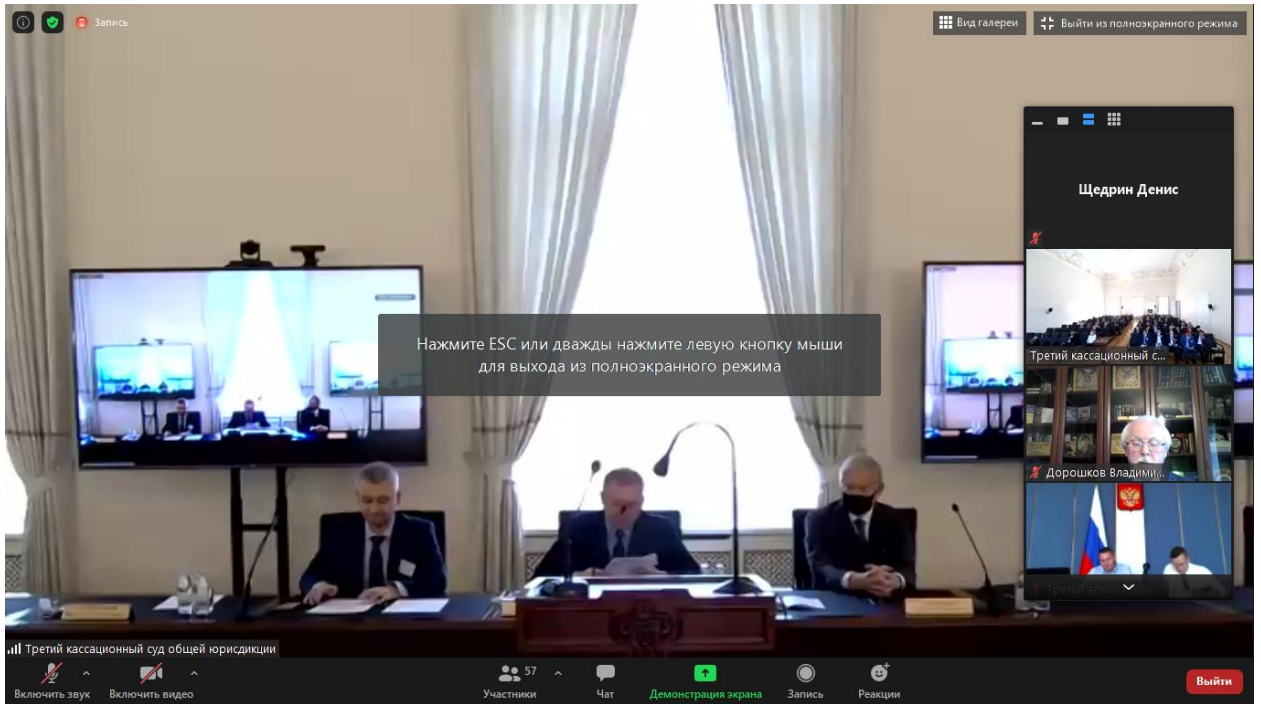 Запись
Вид галереи
Выйти из полноэкранного режима
Щедрин Денис
Нажмите ESC или дважды нажмите левую кнопку мыши
для выхода из полноэкранного режима
Третий кассационный с...
Дорошков Владими...
Третий апелляцион
Третий кассационный суд общей юрисдикции
Включить звук
Включить видео
57
Участники
Чат
Демонстрация экрана
Запись
Реакции
Выйти